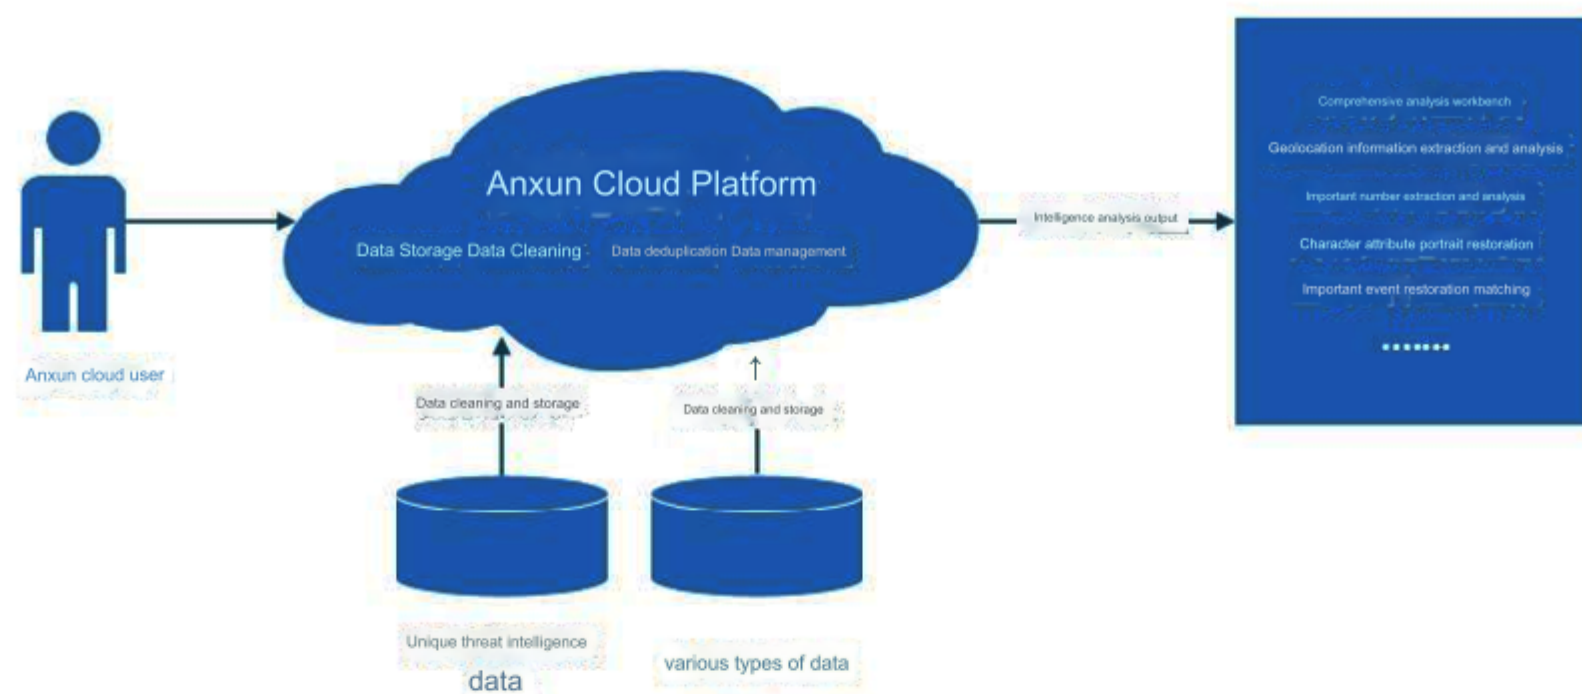 Anxun Cloud Platform
Data Storage Data Cleaning
Data deduplication Data management
Anxun cloud user
Data cleaning and storage
Data cleaning and storage
Unique threat intelligence
data
various types of data
Intelligence analysis output
Comprehensive analysis workbench
Geolocation information extraction and analysis
Important number extraction and analysis
Character attribute portrait restoration
Important event restoration matching